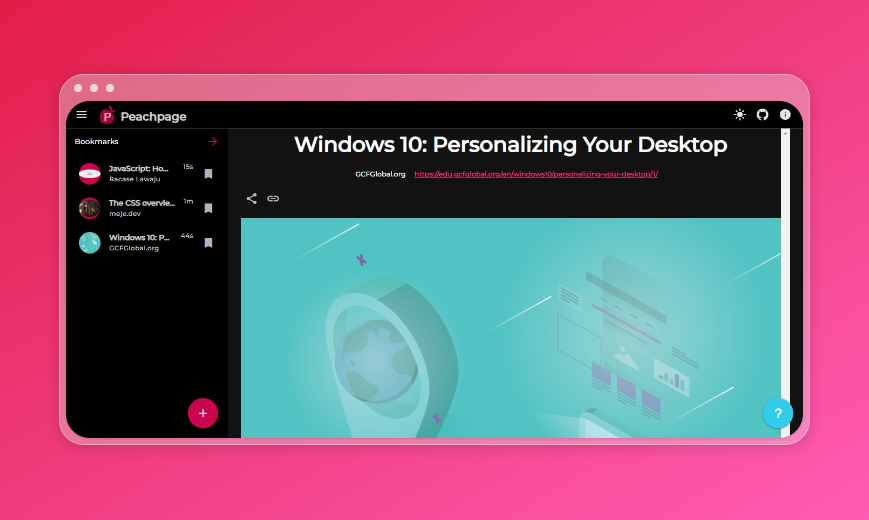 Peachpage
Bookmarks
JavaScript: Ho... 15s
Racase Lawaju
The CSS overvie... 1m
meje.dev
Windows 10: P... 44s
GCFGlobal.org
+
Windows 10: Personalizing Your Desktop
GCFGlobal.org https://edu.gcfglobal.org/en/windows10/personalizing-your-desktop/1/
?